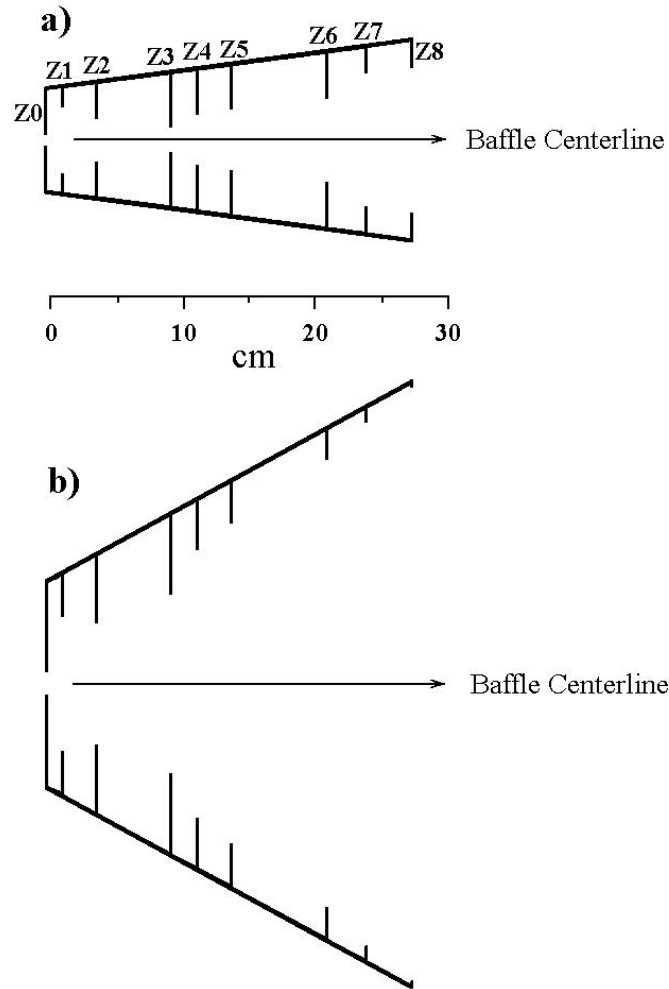 a)
Z0 Z1 Z2 Z3 Z4 Z5 Z6 Z7 Z8
Baffle Centerline
0 10 20 30
cm
b)
Baffle Centerline